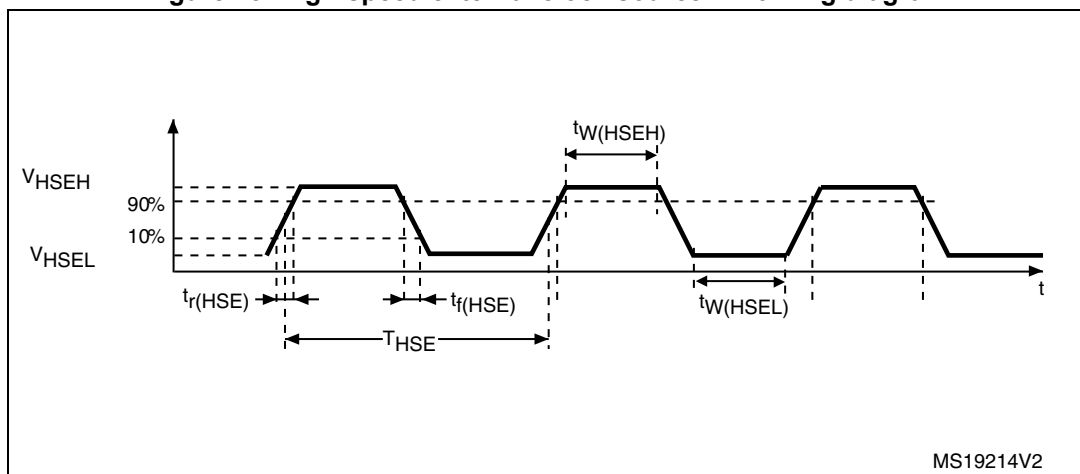 tW(HSEH)
VHSEH
90%
10%
VHSEL
tr(HSE)
tf(HSE)
tW(HSEL)
t
THSE
MS19214V2